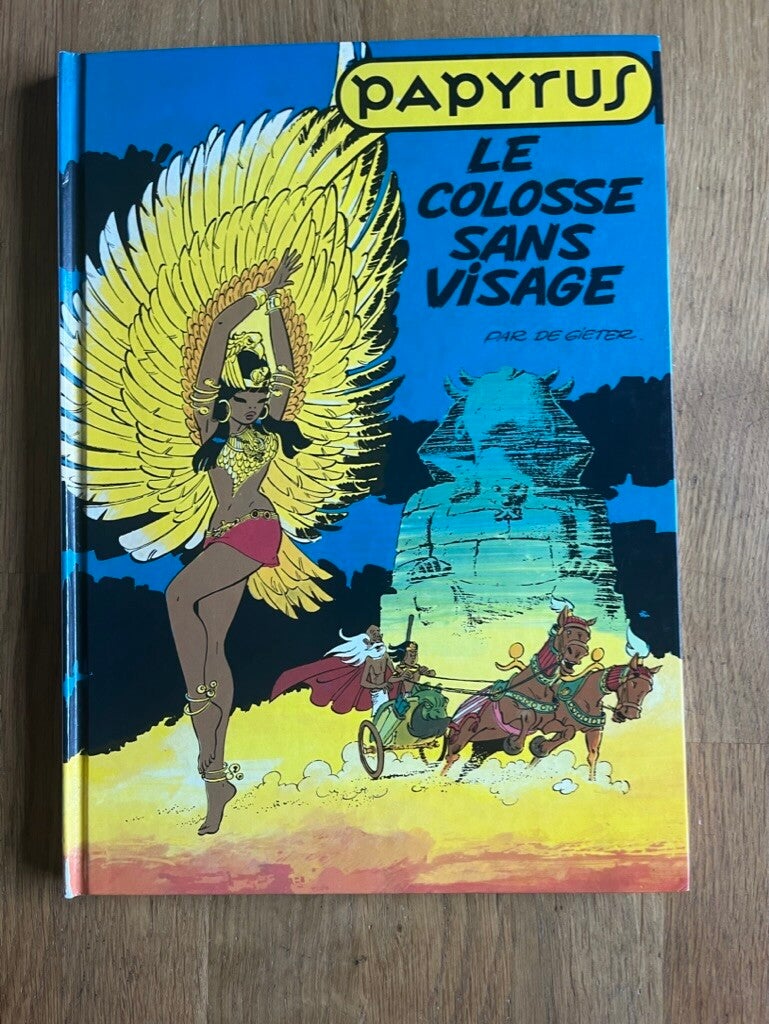 PAPYRUS
LE
COLOSSE
SANS
ViSAGE
PAR DE GiETER.